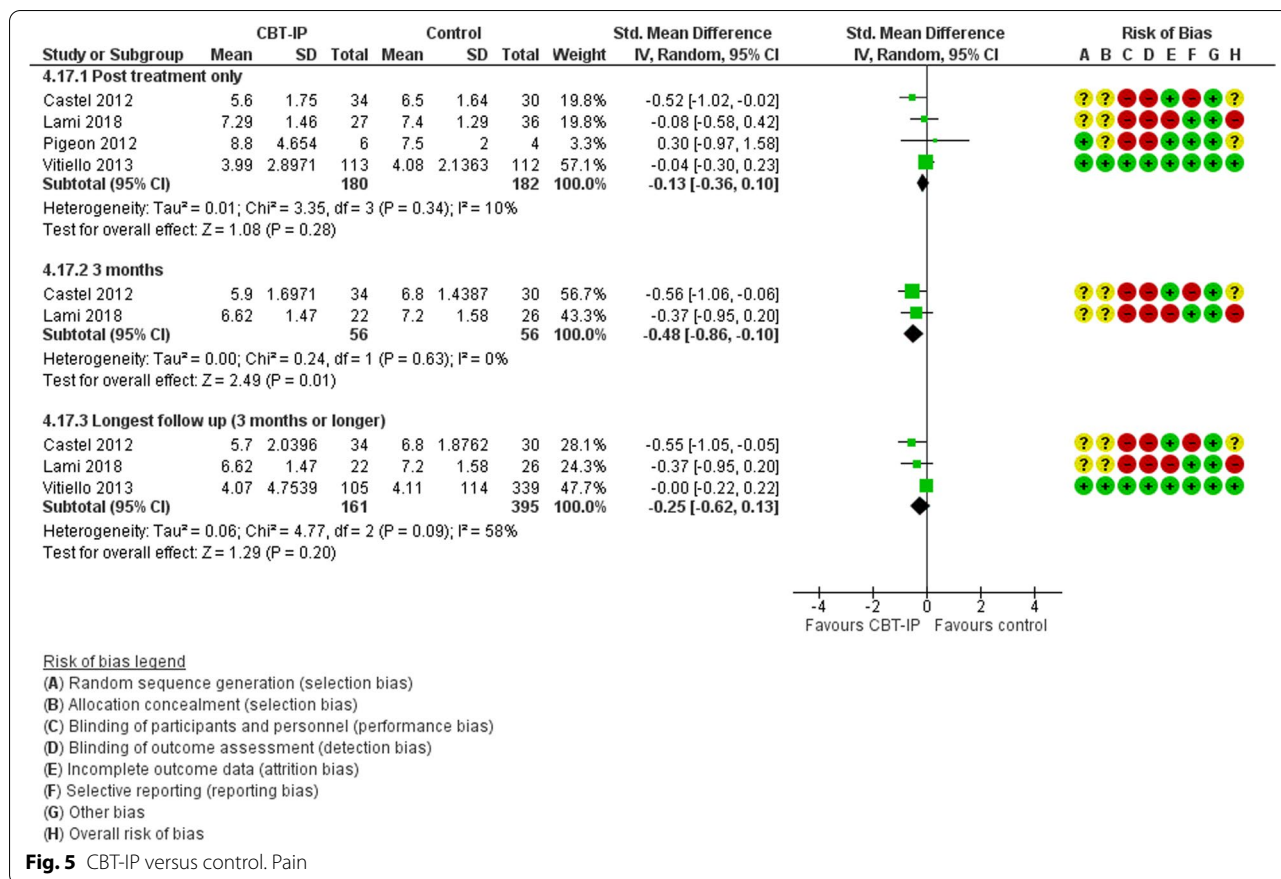 CBT-IP Control Std. Mean Difference Std. Mean Difference Risk of Bias
Study or Subgroup Mean SD Total Mean SD Total Weight IV, Random, 95% CI IV, Random, 95% CI A B C D E F G H
4.17.1 Post treatment only
Castel 2012 5.6 1.75 34 6.5 1.64 30 19.8% -0.52 [-1.02, -0.02] ? ? - - + - + ?
Lami 2018 7.29 1.46 27 7.4 1.29 36 19.8% -0.08 [-0.58, 0.42] ? ? - - - + + -
Pigeon 2012 8.8 4.654 6 7.5 2 4 3.3% 0.30 [-0.97, 1.58] + ? - - + + + ?
Vitiello 2013 3.99 2.8971 113 4.08 2.1363 112 57.1% -0.04 [-0.30, 0.23] + + + + + + + +
Subtotal (95% CI) 180 182 100.0% -0.13 [-0.36, 0.10]
Heterogeneity: Tau² = 0.01; Chi² = 3.35, df = 3 (P = 0.34); I² = 10%
Test for overall effect: Z = 1.08 (P = 0.28)
4.17.2 3 months
Castel 2012 5.9 1.6971 34 6.8 1.4387 30 56.7% -0.56 [-1.06, -0.06] ? ? - - + - + ?
Lami 2018 6.62 1.47 22 7.2 1.58 26 43.3% -0.37 [-0.95, 0.20] ? ? - - - + + -
Subtotal (95% CI) 56 56 100.0% -0.48 [-0.86, -0.10]
Heterogeneity: Tau² = 0.00; Chi² = 0.24, df = 1 (P = 0.63); I² = 0%
Test for overall effect: Z = 2.49 (P = 0.01)
4.17.3 Longest follow up (3 months or longer)
Castel 2012 5.7 2.0396 34 6.8 1.8762 30 28.1% -0.55 [-1.05, -0.05] ? ? - - + - + ?
Lami 2018 6.62 1.47 22 7.2 1.58 26 24.3% -0.37 [-0.95, 0.20] ? ? - - - + + -
Vitiello 2013 4.07 4.7539 105 4.11 114 339 47.7% -0.00 [-0.22, 0.22] + + + + + + + +
Subtotal (95% CI) 161 395 100.0% -0.25 [-0.62, 0.13]
Heterogeneity: Tau² = 0.06; Chi² = 4.77, df = 2 (P = 0.09); I² = 58%
Test for overall effect: Z = 1.29 (P = 0.20)
-4 -2 0 2 4
Favours CBT-IP Favours control
Risk of bias legend
(A) Random sequence generation (selection bias)
(B) Allocation concealment (selection bias)
(C) Blinding of participants and personnel (performance bias)
(D) Blinding of outcome assessment (detection bias)
(E) Incomplete outcome data (attrition bias)
(F) Selective reporting (reporting bias)
(G) Other bias
(H) Overall risk of bias
Fig. 5 CBT-IP versus control. Pain